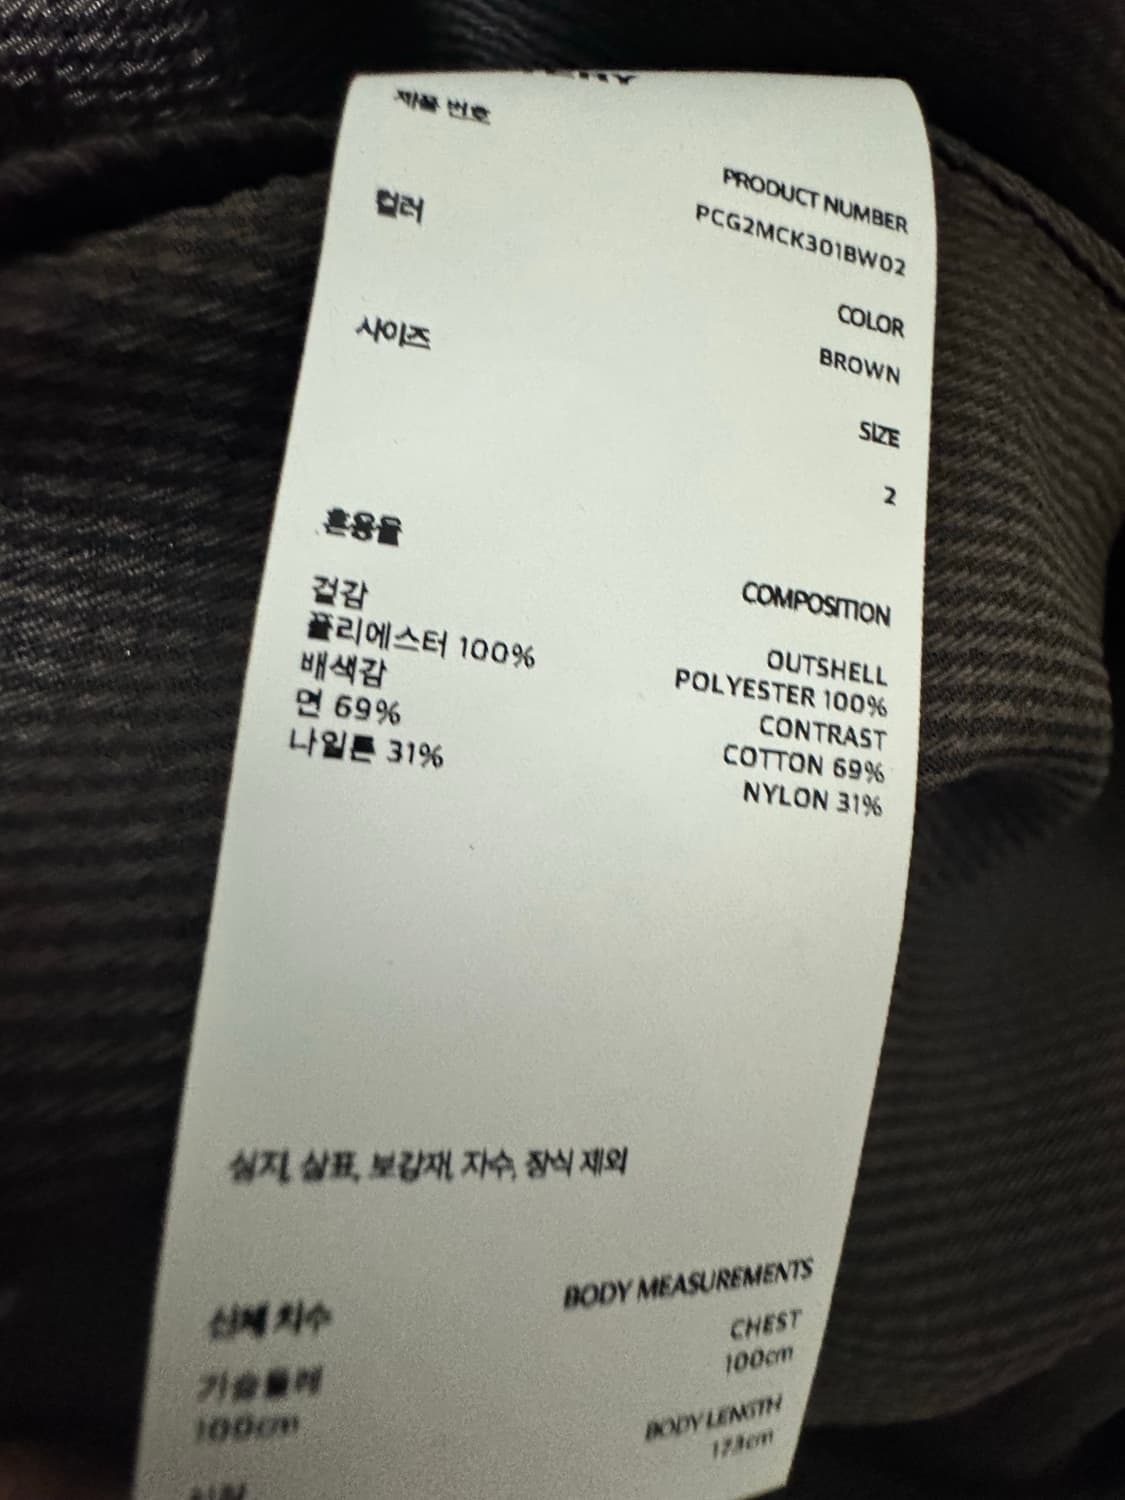 제품 번호
PRODUCT NUMBER
PCG2MCK301BW02
컬러
COLOR
BROWN
사이즈
SIZE
2
혼용율
COMPOSITION
겉감
OUTSHELL
폴리에스터 100%
POLYESTER 100%
배색감
CONTRAST
면 69%
COTTON 69%
나일론 31%
NYLON 31%
심지, 상표, 보강재, 자수, 장식 제외
BODY MEASUREMENTS
신체 치수
CHEST
가슴둘레
100cm
100cm
BODY LENGTH
173cm